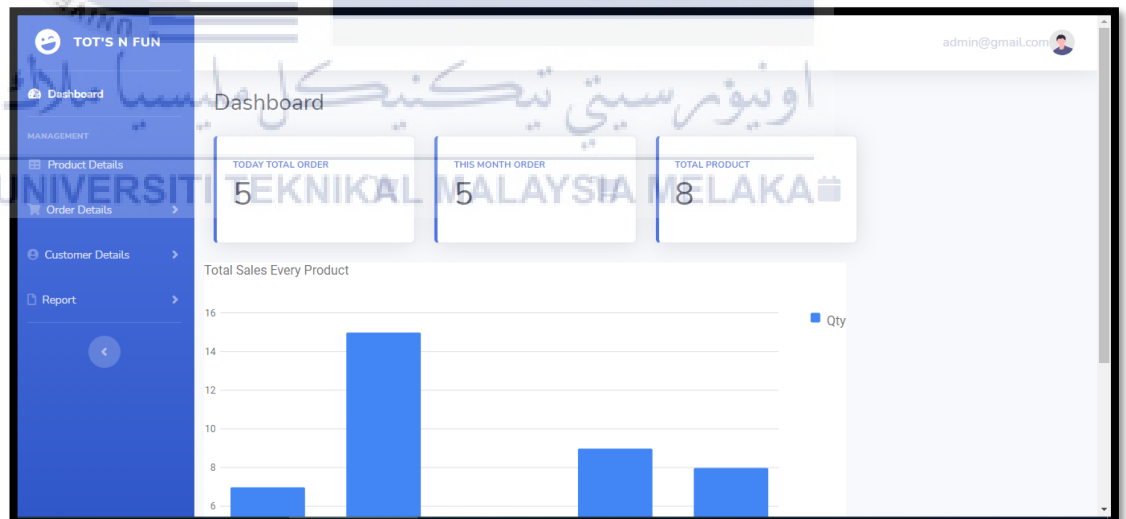 TOT'S N FUN
admin@gmail.com
Dashboard
Dashboard
اونيۏرسيتي تيكنيكل مليسيا ملاك
MANAGEMENT
Product Details
TODAY TOTAL ORDER
THIS MONTH ORDER
TOTAL PRODUCT
5
5
8
UNIVERSITI TEKNIKAL MALAYSIA MELAKA
Order Details
Customer Details
Report
Total Sales Every Product
Qty
16
14
12
10
8
6